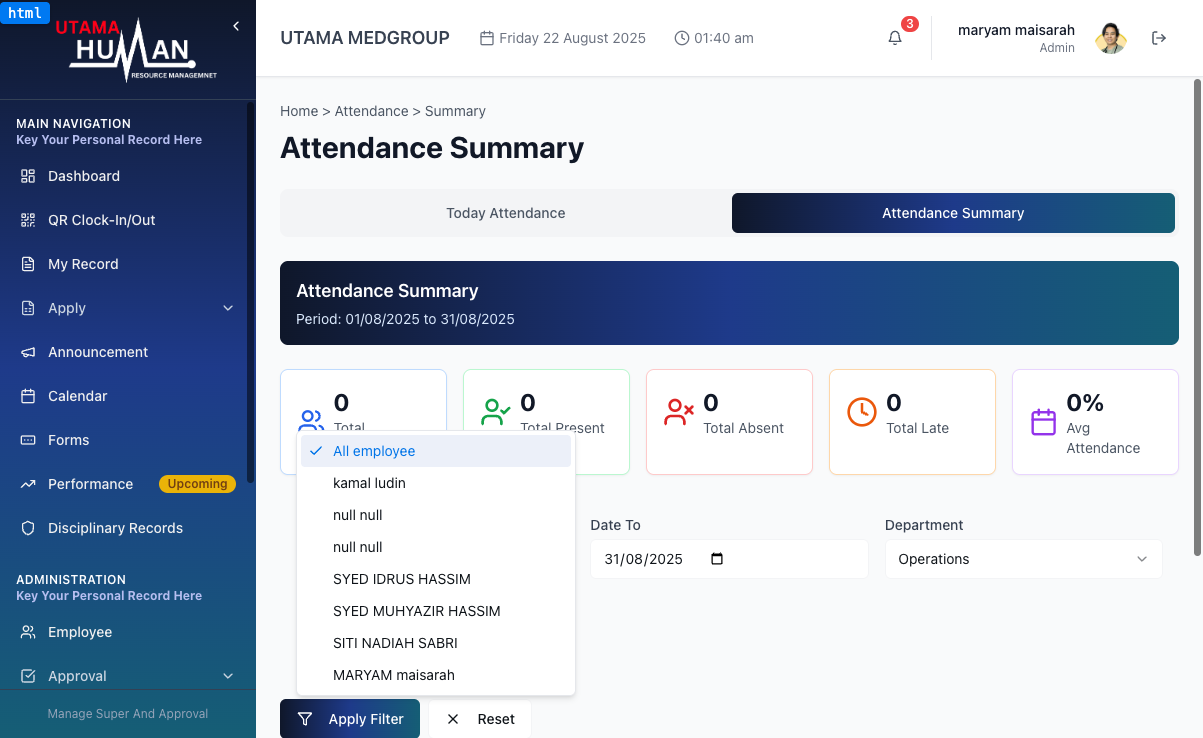 html
UTAMA
HUMAN
RESOURCE MANAGEMNET
MAIN NAVIGATION
Key Your Personal Record Here
Dashboard
QR Clock-In/Out
My Record
Apply
Announcement
Calendar
Forms
Performance Upcoming
Disciplinary Records
ADMINISTRATION
Key Your Personal Record Here
Employee
Approval
Manage Super And Approval
UTAMA MEDGROUP Friday 22 August 2025 01:40 am 3 maryam maisarah
Admin
Home > Attendance > Summary
Attendance Summary
Today Attendance Attendance Summary
Attendance Summary
Period: 01/08/2025 to 31/08/2025
0
Total
0
Total Present
0
Total Absent
0
Total Late
0%
Avg
Attendance
All employee
kamal ludin
null null
null null
SYED IDRUS HASSIM
SYED MUHYAZIR HASSIM
SITI NADIAH SABRI
MARYAM maisarah
Date To
31/08/2025
Department
Operations
Apply Filter Reset